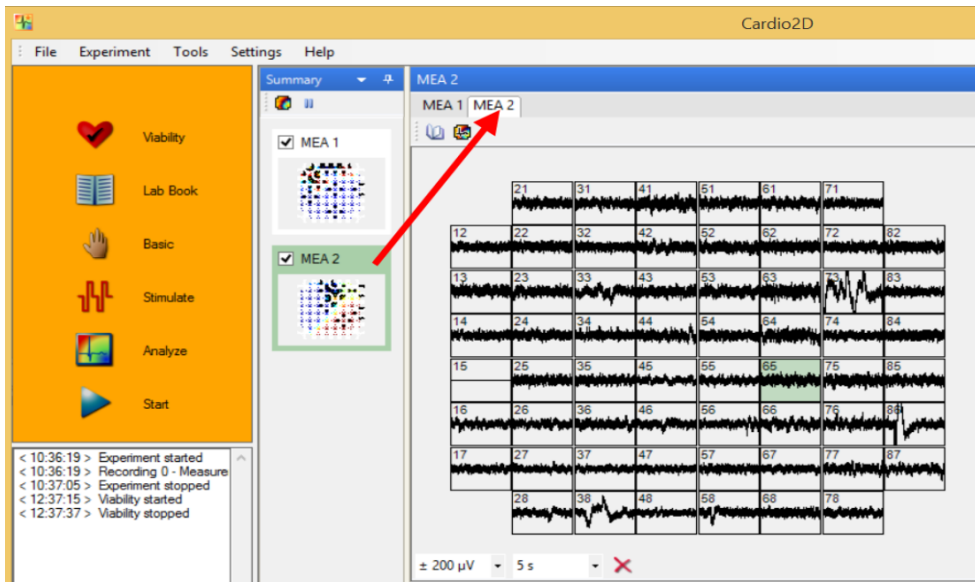 Cardio2D
File Experiment Tools Settings Help
Viability
Lab Book
Basic
Stimulate
Analyze
Start
< 10:36:19 > Experiment started
< 10:36:19 > Recording 0 - Measure
< 10:37:05 > Experiment stopped
< 12:37:15 > Viability started
< 12:37:37 > Viability stopped
Summary
MEA 1
MEA 2
MEA 2
MEA 1 MEA 2
21 31 41 51 61 71
12 22 32 42 52 62 72 82
13 23 33 43 53 63 73 83
14 24 34 44 54 64 74 84
15 25 35 45 55 65 75 85
16 26 36 46 56 66 76 86
17 27 37 47 57 67 77 87
28 38 48 58 68 78
± 200 µV 5 s